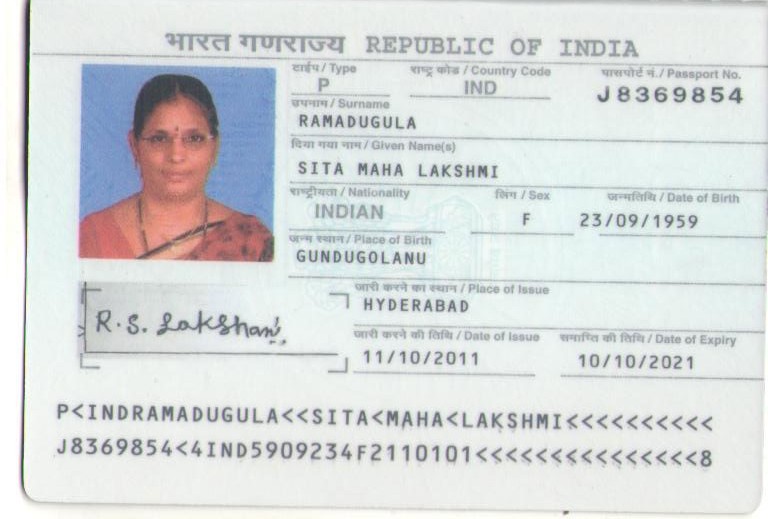 भारत गणराज्य REPUBLIC OF INDIA
टाईप / Type राष्ट्र कोड / Country Code पासपोर्ट नं. / Passport No.
P IND J8369854
उपनाम / Surname
RAMADUGULA
दिया गया नाम / Given Name(s)
SITA MAHA LAKSHMI
राष्ट्रीयता / Nationality लिंग / Sex जन्मतिथि / Date of Birth
INDIAN F 23/09/1959
जन्म स्थान / Place of Birth
GUNDUGOLANU
जारी करने का स्थान / Place of Issue
HYDERABAD
R.S. Lakshmi
जारी करने की तिथि / Date of Issue समाप्ति की तिथि / Date of Expiry
11/10/2011 10/10/2021
P<INDRAMADUGULA<<SITA<MAHA<LAKSHMI<<<<<<<<<<
J8369854<4IND5909234F2110101<<<<<<<<<<<<<<<8